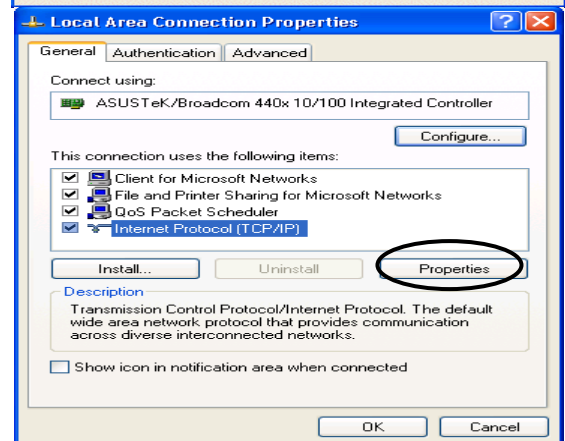 Local Area Connection Properties
General Authentication Advanced
Connect using:
ASUSTeK/Broadcom 440x 10/100 Integrated Controller
Configure...
This connection uses the following items:
Client for Microsoft Networks
File and Printer Sharing for Microsoft Networks
QoS Packet Scheduler
Internet Protocol (TCP/IP)
Install... Uninstall Properties
Description
Transmission Control Protocol/Internet Protocol. The default
wide area network protocol that provides communication
across diverse interconnected networks.
Show icon in notification area when connected
OK Cancel